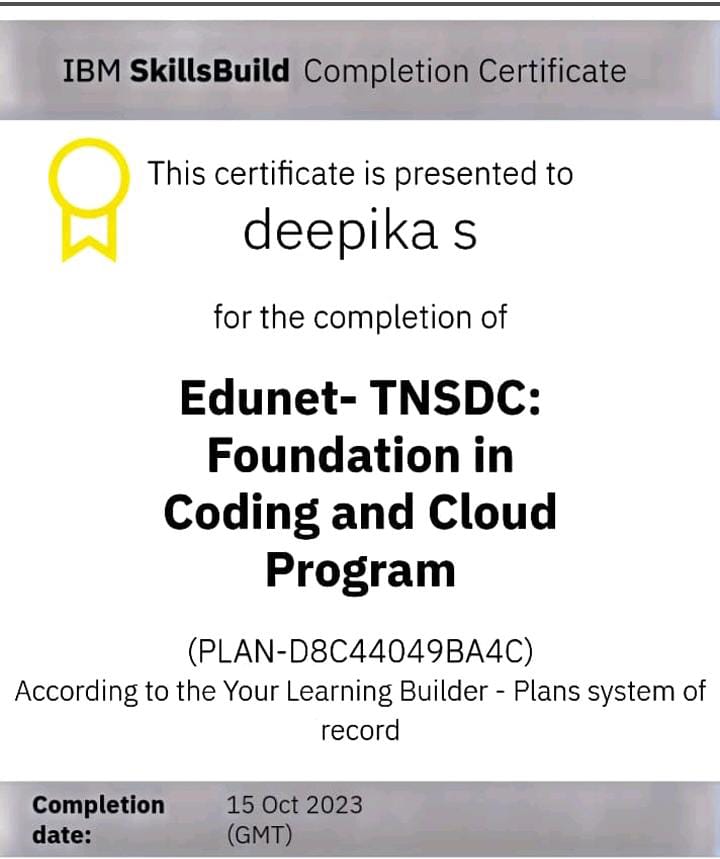 IBM SkillsBuild Completion Certificate
This certificate is presented to
deepika s
for the completion of
Edunet- TNSDC:
Foundation in
Coding and Cloud
Program
(PLAN-D8C44049BA4C)
According to the Your Learning Builder - Plans system of
record
Completion date: 15 Oct 2023 (GMT)